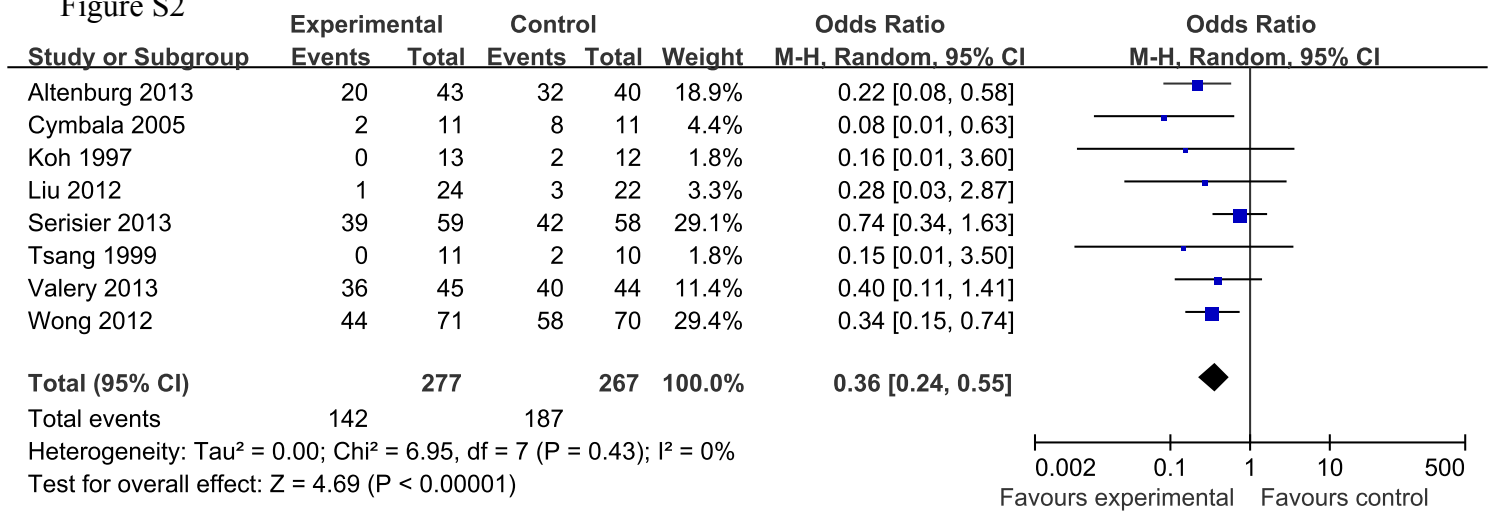 Figure S2
Experimental Control Odds Ratio Odds Ratio
Study or Subgroup Events Total Events Total Weight M-H, Random, 95% CI M-H, Random, 95% CI
Altenburg 2013 20 43 32 40 18.9% 0.22 [0.08, 0.58]
Cymbala 2005 2 11 8 11 4.4% 0.08 [0.01, 0.63]
Koh 1997 0 13 2 12 1.8% 0.16 [0.01, 3.60]
Liu 2012 1 24 3 22 3.3% 0.28 [0.03, 2.87]
Serisier 2013 39 59 42 58 29.1% 0.74 [0.34, 1.63]
Tsang 1999 0 11 2 10 1.8% 0.15 [0.01, 3.50]
Valery 2013 36 45 40 44 11.4% 0.40 [0.11, 1.41]
Wong 2012 44 71 58 70 29.4% 0.34 [0.15, 0.74]
Total (95% CI) 277 267 100.0% 0.36 [0.24, 0.55]
Total events 142 187
Heterogeneity: Tau² = 0.00; Chi² = 6.95, df = 7 (P = 0.43); I² = 0%
Test for overall effect: Z = 4.69 (P < 0.00001)
0.002 0.1 1 10 500
Favours experimental Favours control